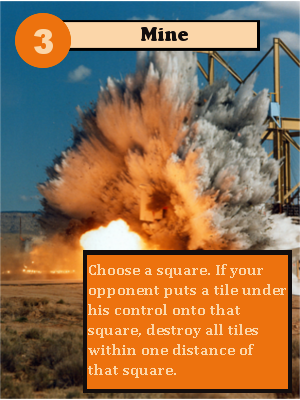 3
Mine
Choose a square. If your
opponent puts a tile under
his control onto that
square, destroy all tiles
within one distance of
that square.